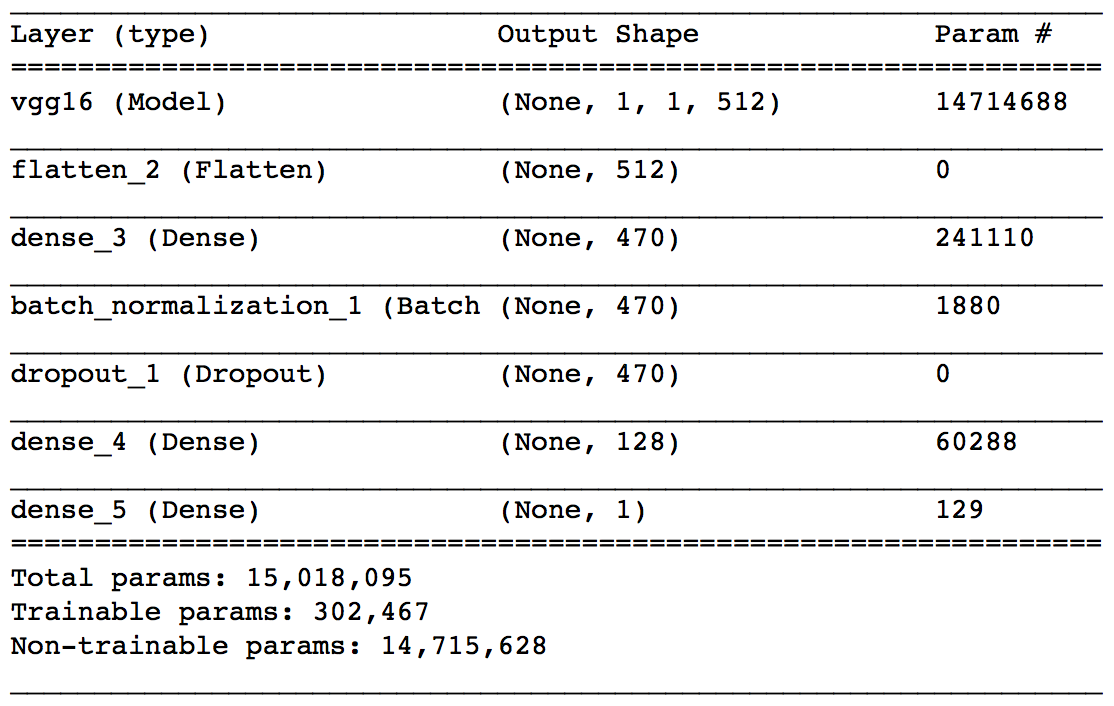 Layer (type) Output Shape Param #
vgg16 (Model) (None, 1, 1, 512) 14714688
flatten_2 (Flatten) (None, 512) 0
dense_3 (Dense) (None, 470) 241110
batch_normalization_1 (Batch (None, 470) 1880
dropout_1 (Dropout) (None, 470) 0
dense_4 (Dense) (None, 128) 60288
dense_5 (Dense) (None, 1) 129
Total params: 15,018,095
Trainable params: 302,467
Non-trainable params: 14,715,628